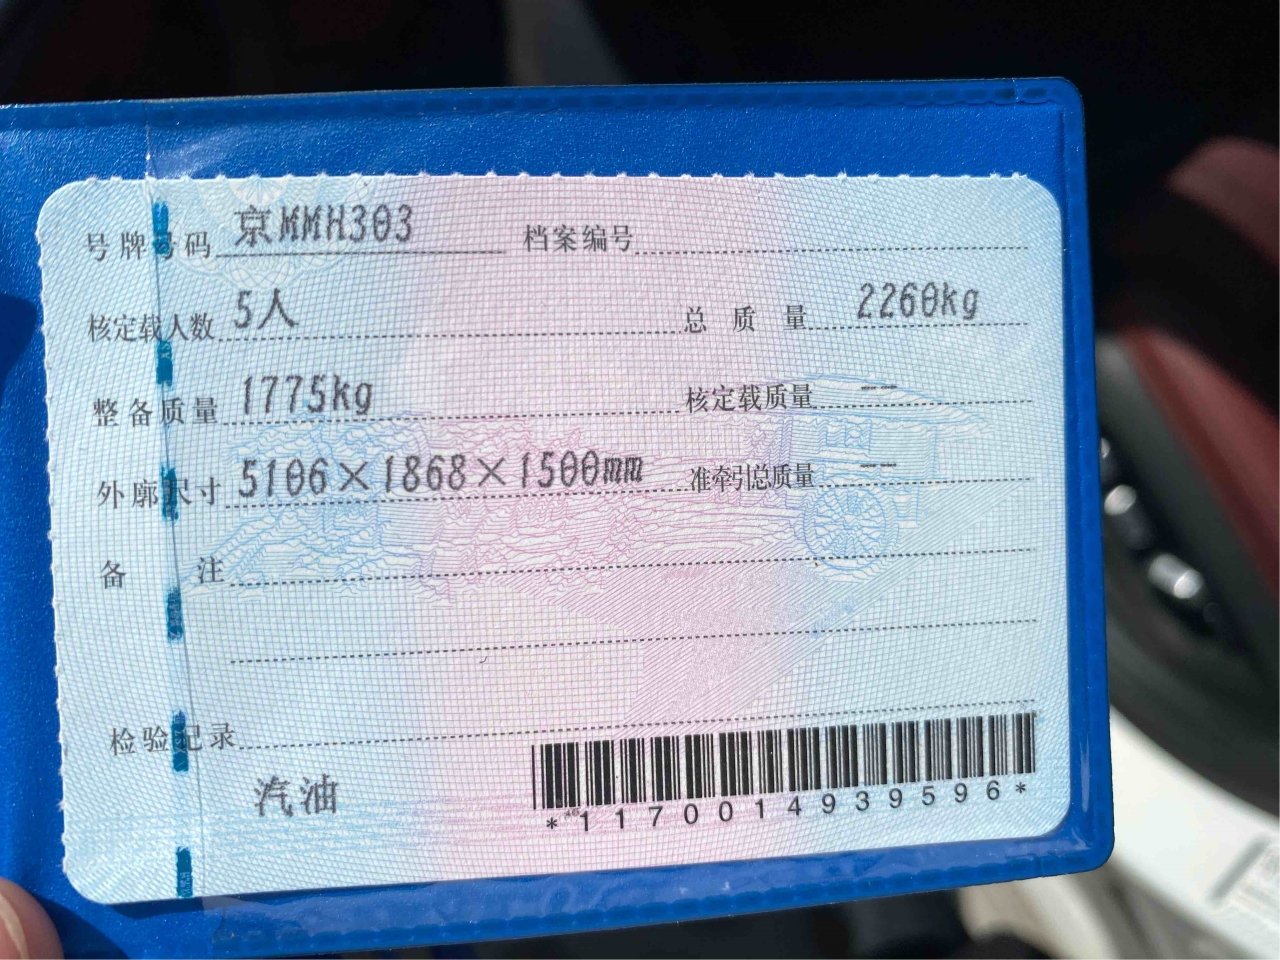 号牌号码 京MMH303 档案编号
核定载人数 5人 总质量 2260kg
整备质量 1775kg 核定载质量 --
外廓尺寸 5106×1868×1500mm 准牵引总质量 --
备注
检验记录
汽油
*1170014939596*